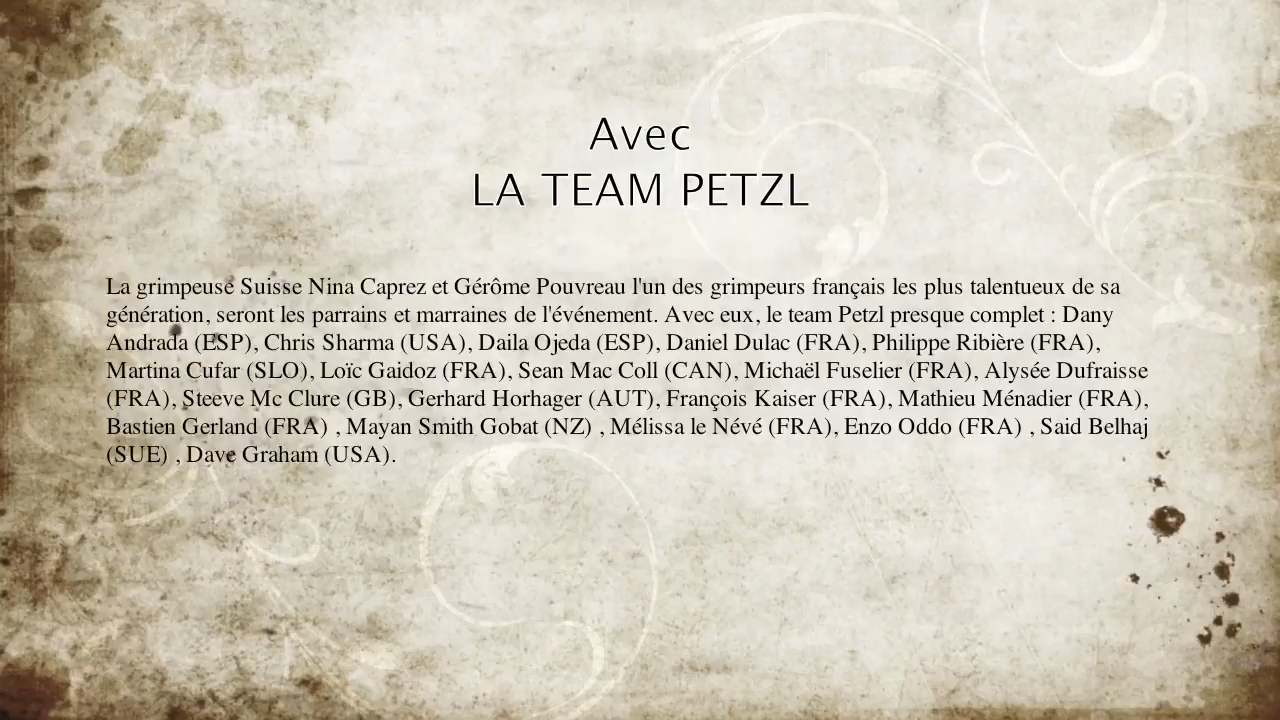 Avec
LA TEAM PETZL
La grimpeuse Suisse Nina Caprez et Gérôme Pouvreau l'un des grimpeurs français les plus talentueux de sa
génération, seront les parrains et marraines de l'événement. Avec eux, le team Petzl presque complet : Dany
Andrada (ESP), Chris Sharma (USA), Daila Ojeda (ESP), Daniel Dulac (FRA), Philippe Ribière (FRA),
Martina Cufar (SLO), Loïc Gaidoz (FRA), Sean Mac Coll (CAN), Michaël Fuselier (FRA), Alysée Dufraisse
(FRA), Steeve Mc Clure (GB), Gerhard Horhager (AUT), François Kaiser (FRA), Mathieu Ménadier (FRA),
Bastien Gerland (FRA) , Mayan Smith Gobat (NZ) , Mélissa le Névé (FRA), Enzo Oddo (FRA) , Said Belhaj
(SUE) , Dave Graham (USA).